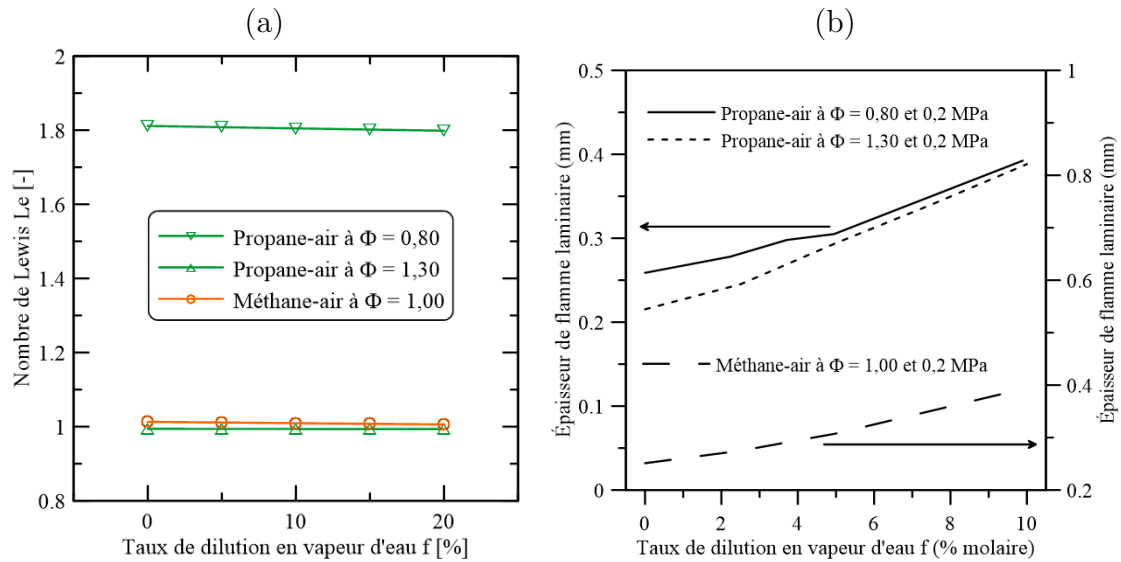 (a)
2
1.8
1.6
1.4
1.2
1
0.8
Nombre de Lewis Le [-]
Propane-air à Φ = 0,80
Propane-air à Φ = 1,30
Méthane-air à Φ = 1,00
0
10
20
Taux de dilution en vapeur d'eau f [%]
(b)
0.5
0.4
0.3
0.2
0.1
0
Épaisseur de flamme laminaire (mm)
Propane-air à Φ = 0,80 et 0,2 MPa
Propane-air à Φ = 1,30 et 0,2 MPa
Méthane-air à Φ = 1,00 et 0,2 MPa
1
0.8
0.6
0.4
0.2
Épaisseur de flamme laminaire (mm)
0
2
4
6
8
10
Taux de dilution en vapeur d'eau f (% molaire)